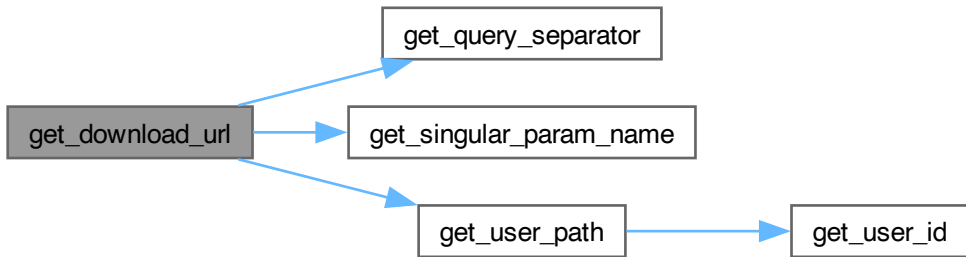 get_query_separator
get_download_url
get_singular_param_name
get_user_path
get_user_id